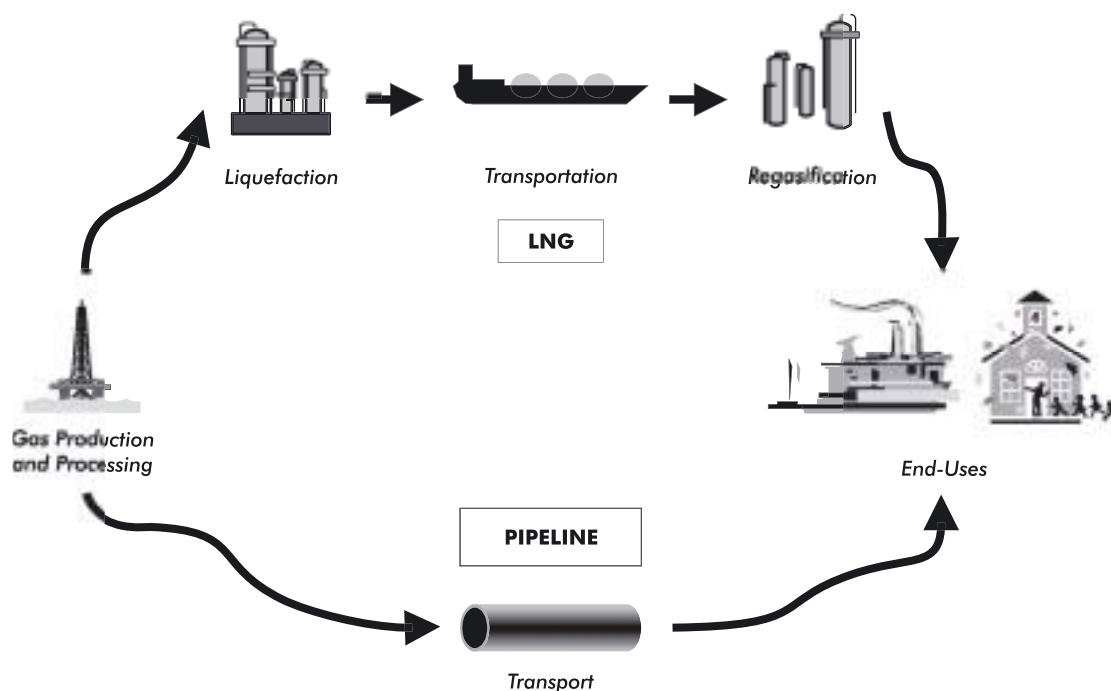 Liquefaction
Transportation
Regasification
LNG
Gas Production
and Processing
End-Uses
PIPELINE
Transport